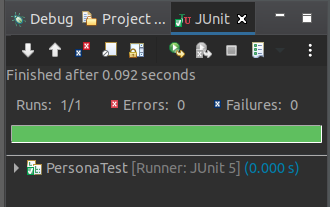 Debug Project ... JUnit
Finished after 0.092 seconds
Runs: 1/1 Errors: 0 Failures: 0
PersonaTest [Runner: JUnit 5] (0.000 s)